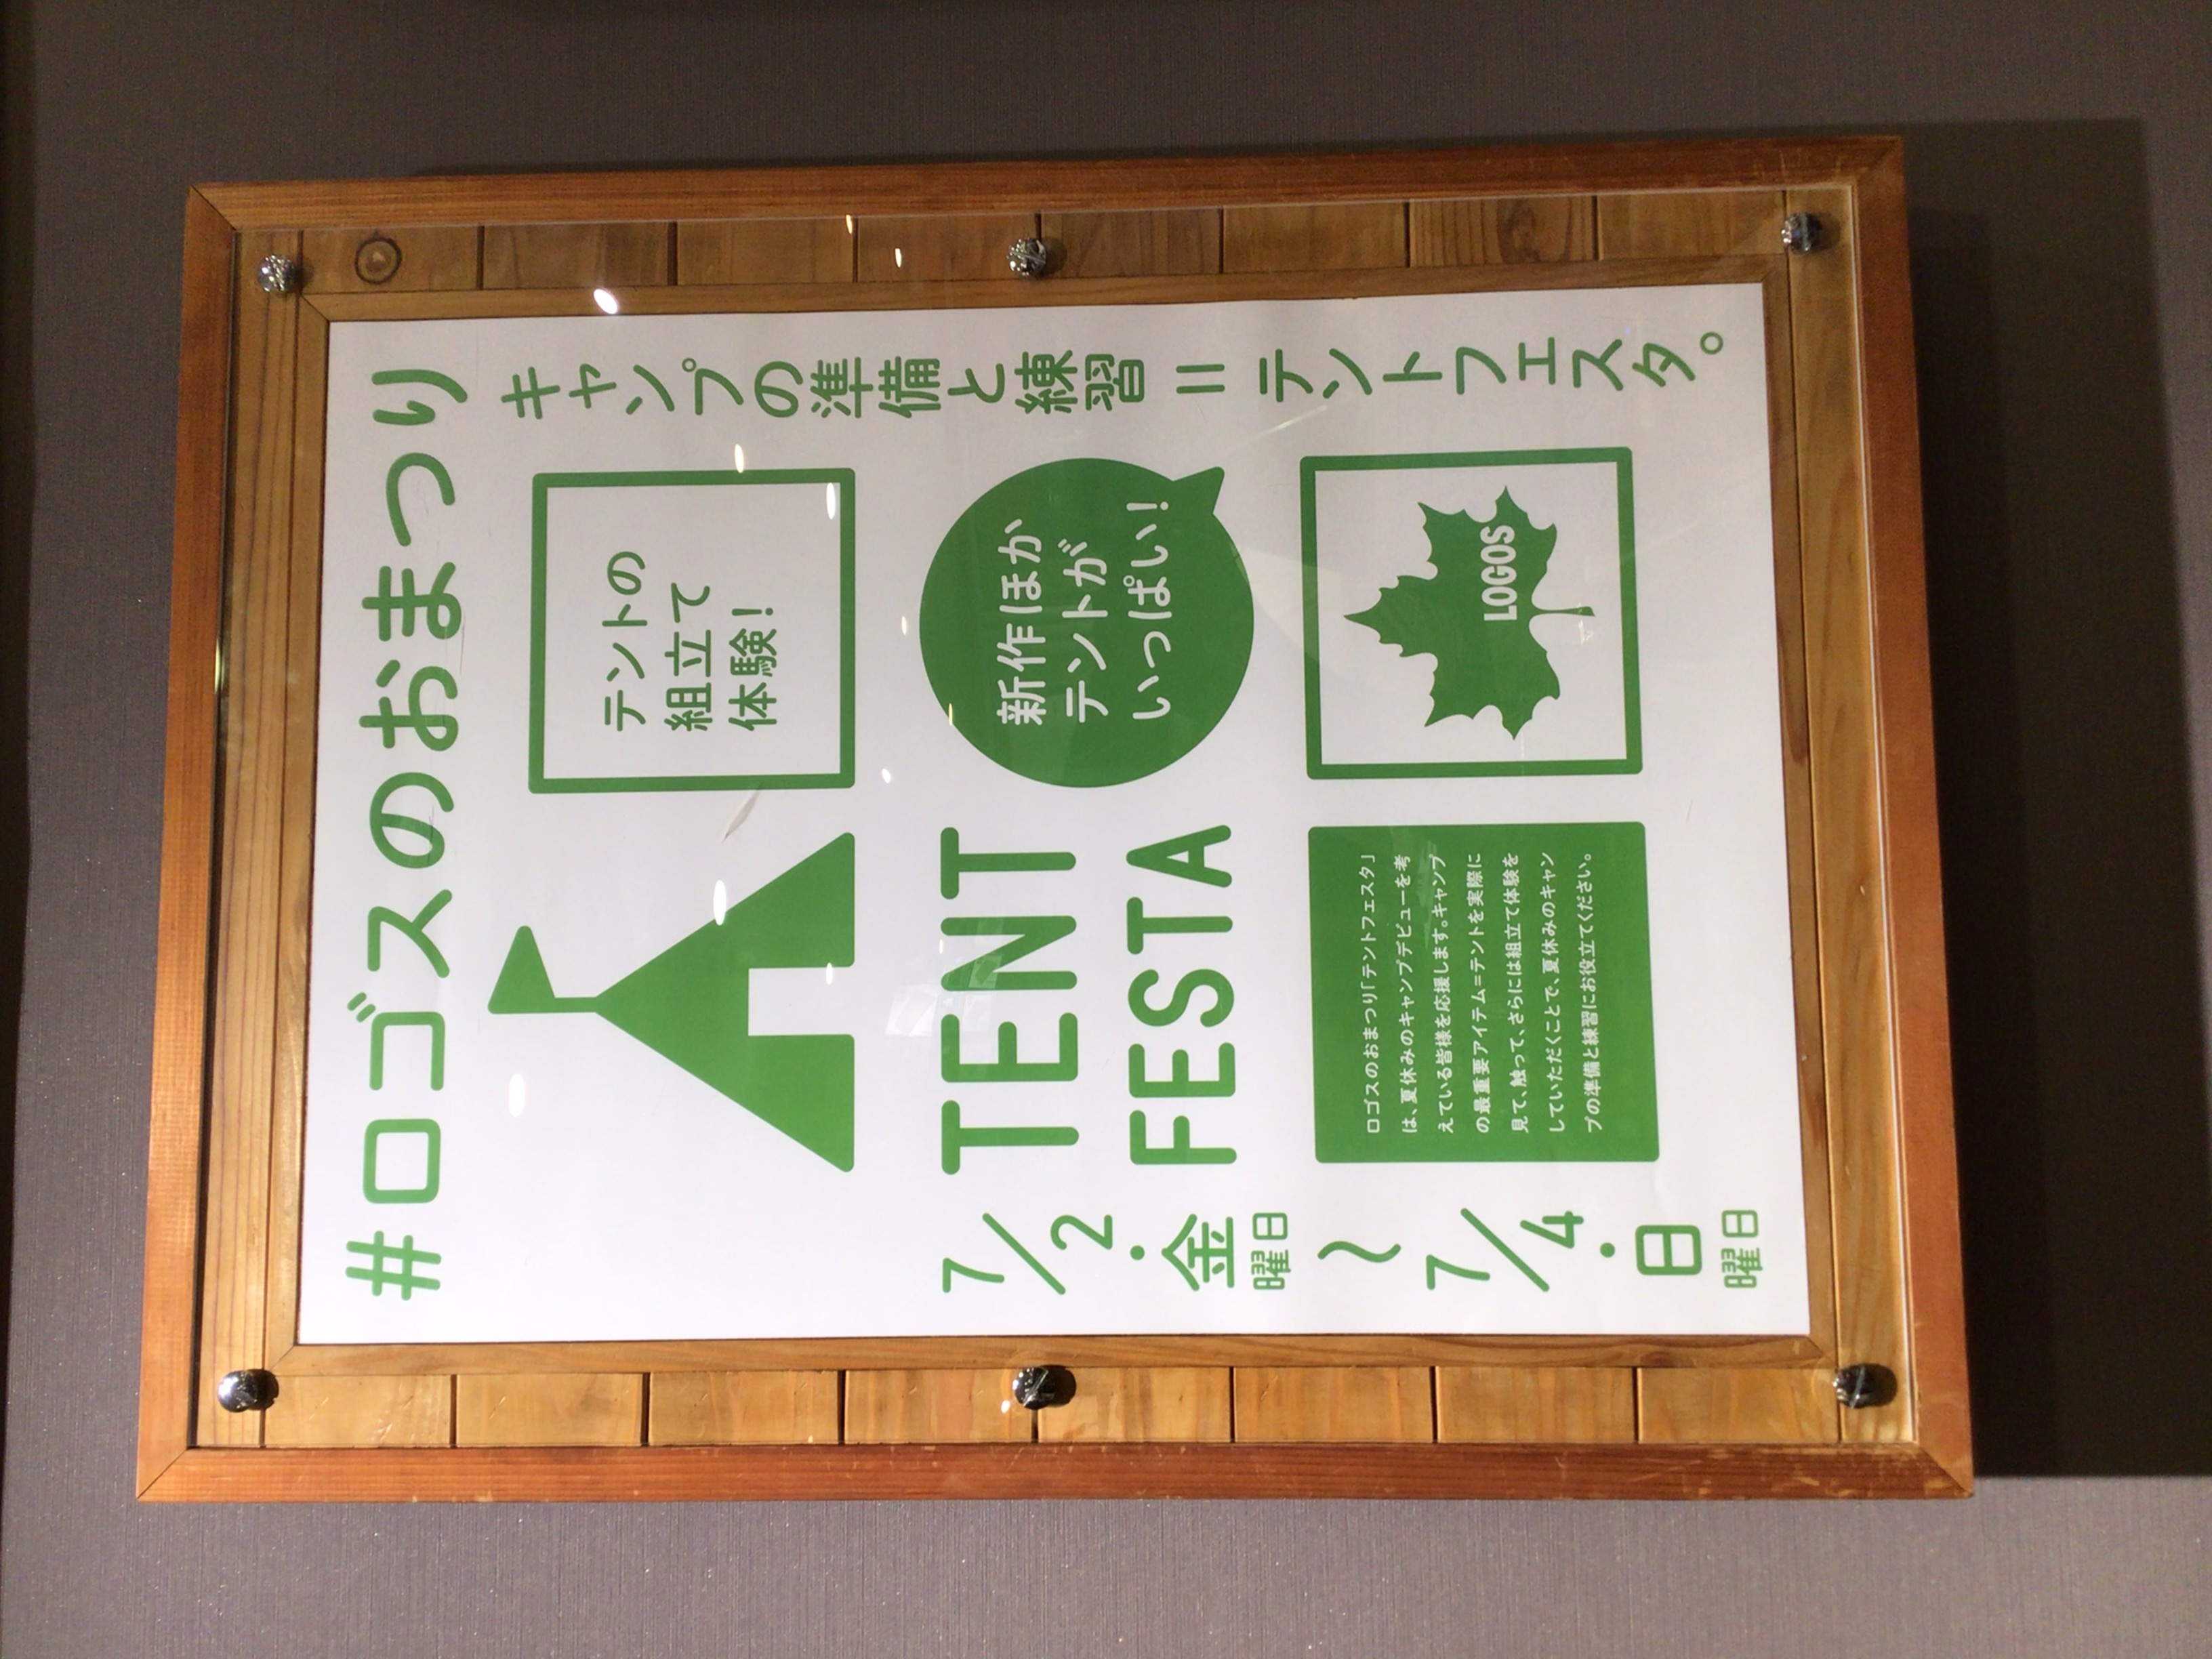 #ロゴスのおまつり
キャンプの準備と練習=テントフェスタ。
テントの
組立て
体験!
TENT
FESTA
新作ほか
テントが
いっぱい!
7/2・金曜日
〜
7/4・日曜日
ロゴスのおまつり「テントフェスタ」
は、夏休みのキャンプデビューを考
えている皆様を応援します。キャンプ
の最重要アイテム=テントを実際に
見て、触って、さらには組立て体験を
していただくことで、夏休みのキャン
プの準備と練習にお役立てください。
LOGOS